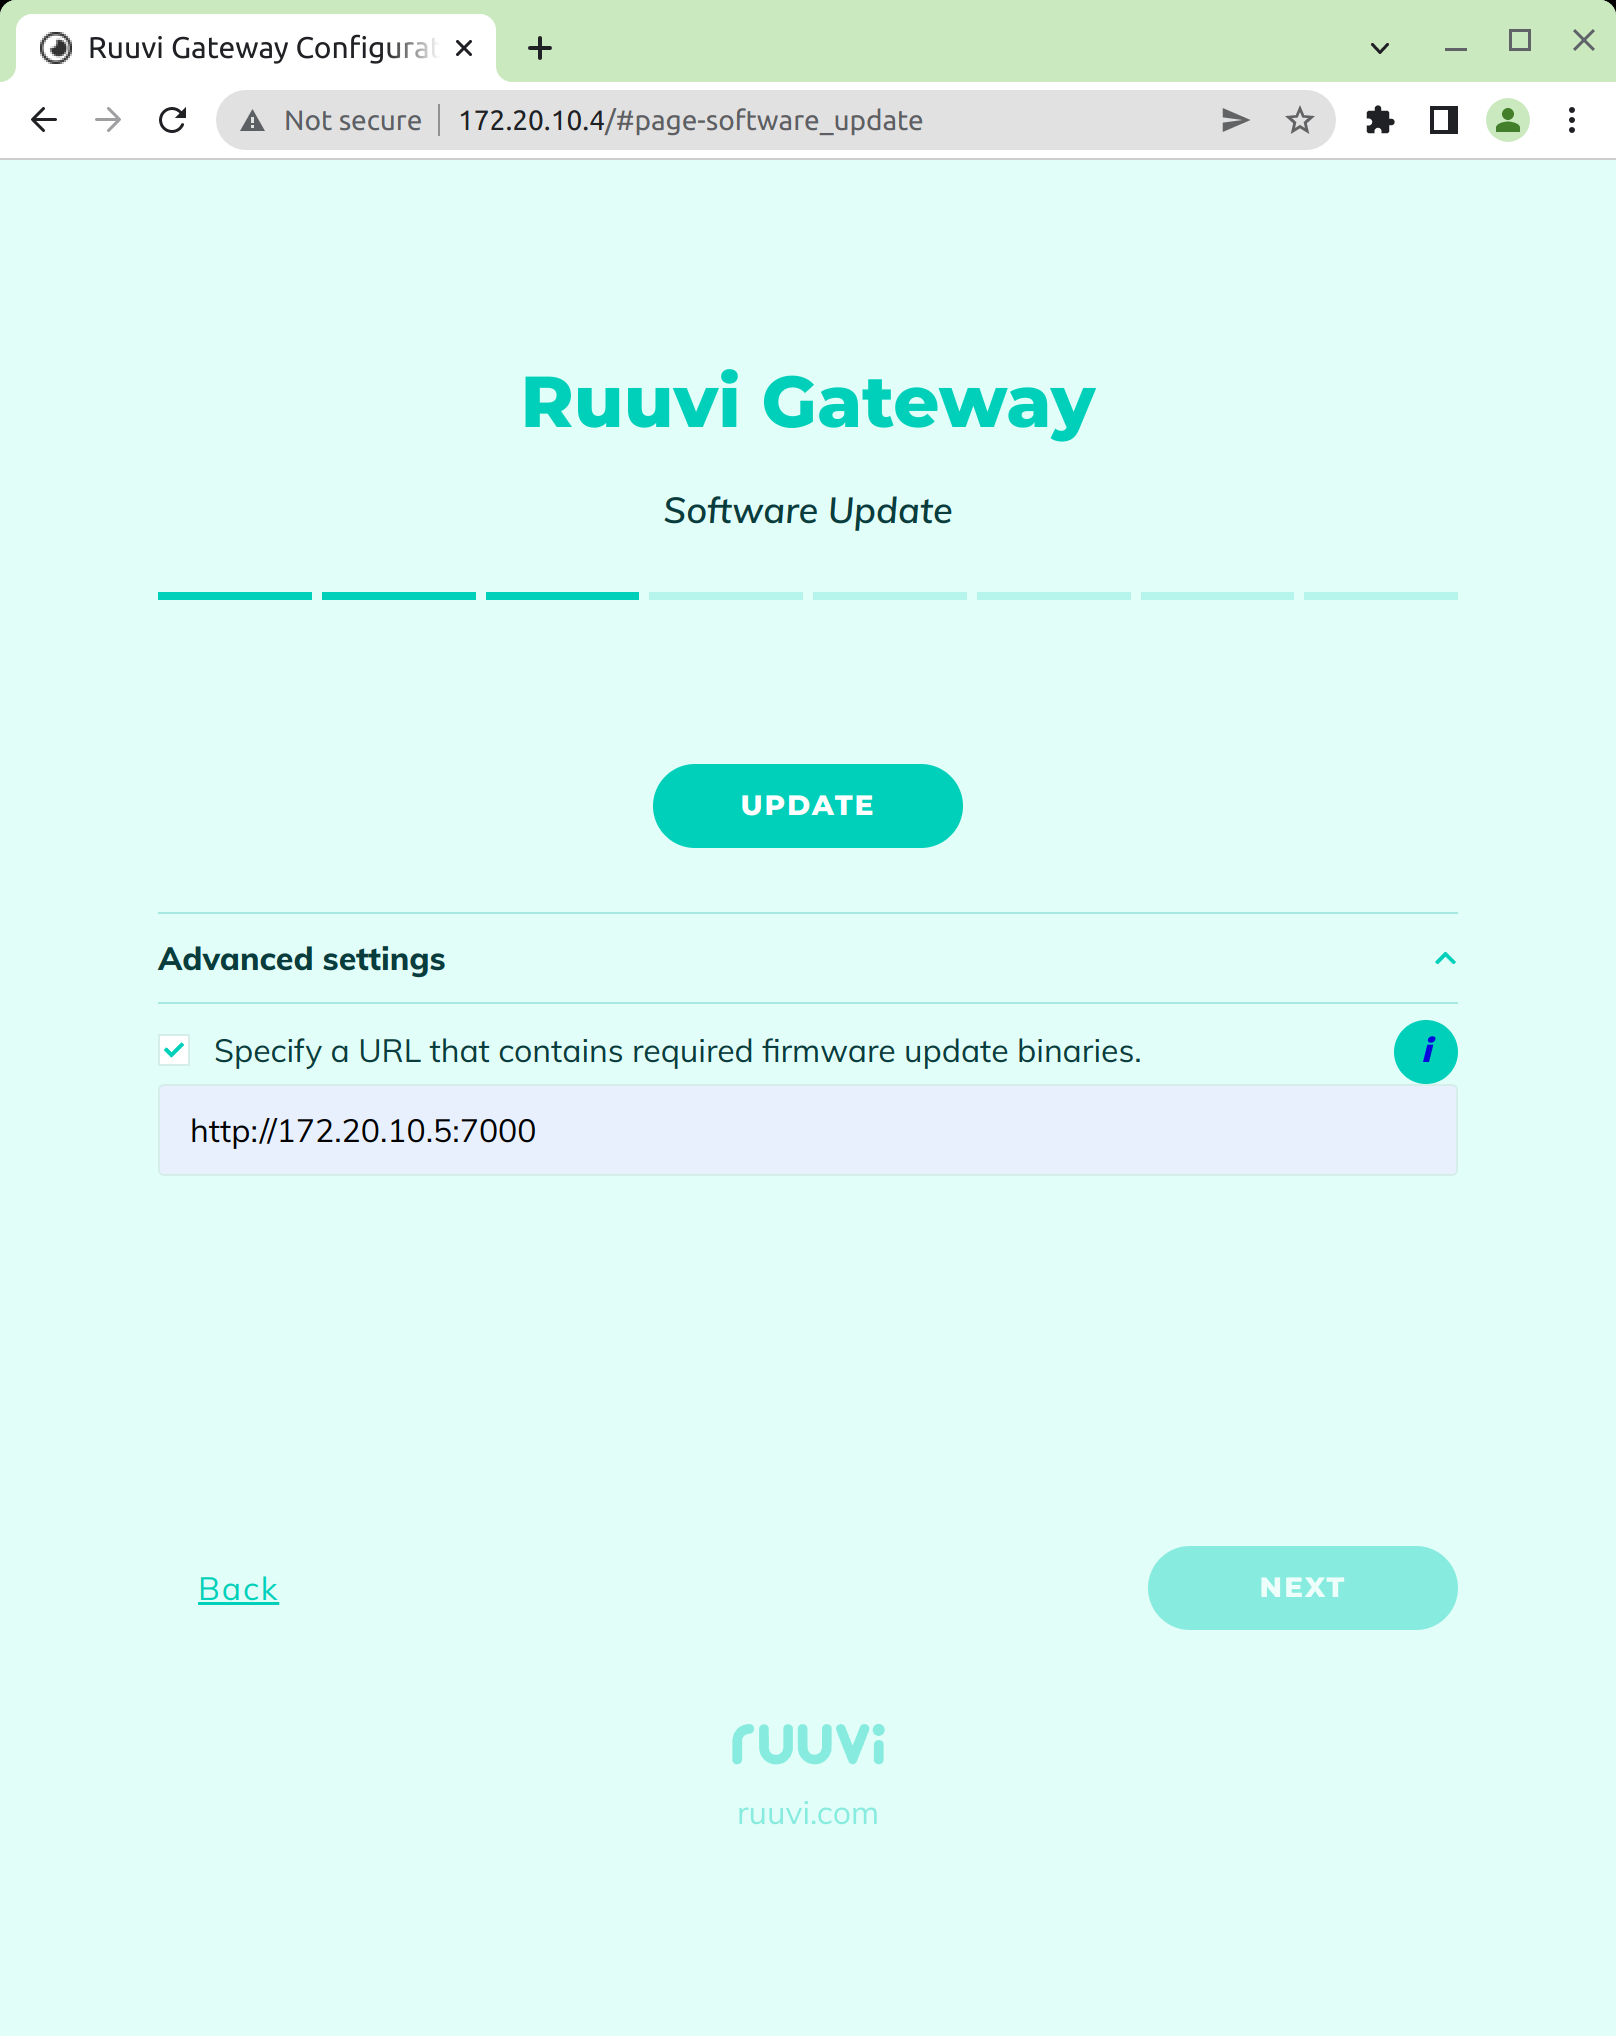 Ruuvi Gateway Configurat
Not secure
172.20.10.4/#page-software_update
Ruuvi Gateway
Software Update
UPDATE
Advanced settings
Specify a URL that contains required firmware update binaries.
i
http://172.20.10.5:7000
Back
NEXT
ruuvi
ruuvi.com